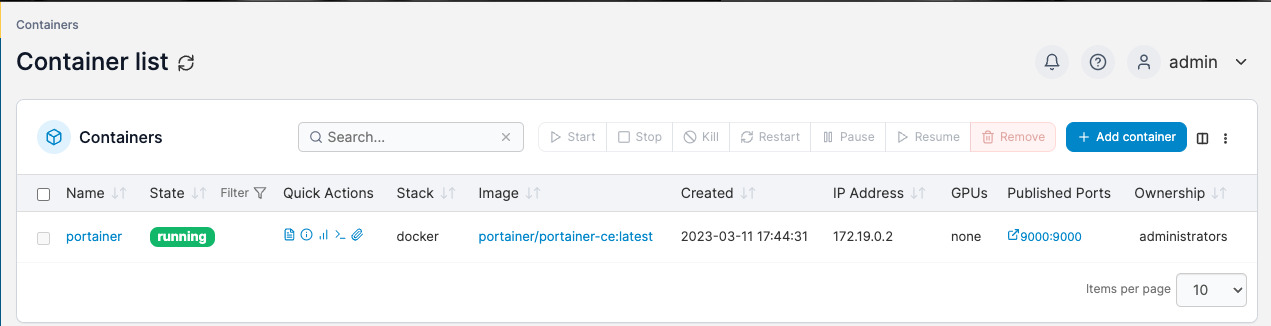 Containers
Container list
admin
Containers
Search...
Start Stop Kill Restart Pause Resume Remove
+ Add container
Name State Filter Quick Actions Stack Image Created IP Address GPUs Published Ports Ownership
portainer running docker portainer/portainer-ce:latest 2023-03-11 17:44:31 172.19.0.2 none 9000:9000 administrators
Items per page 10